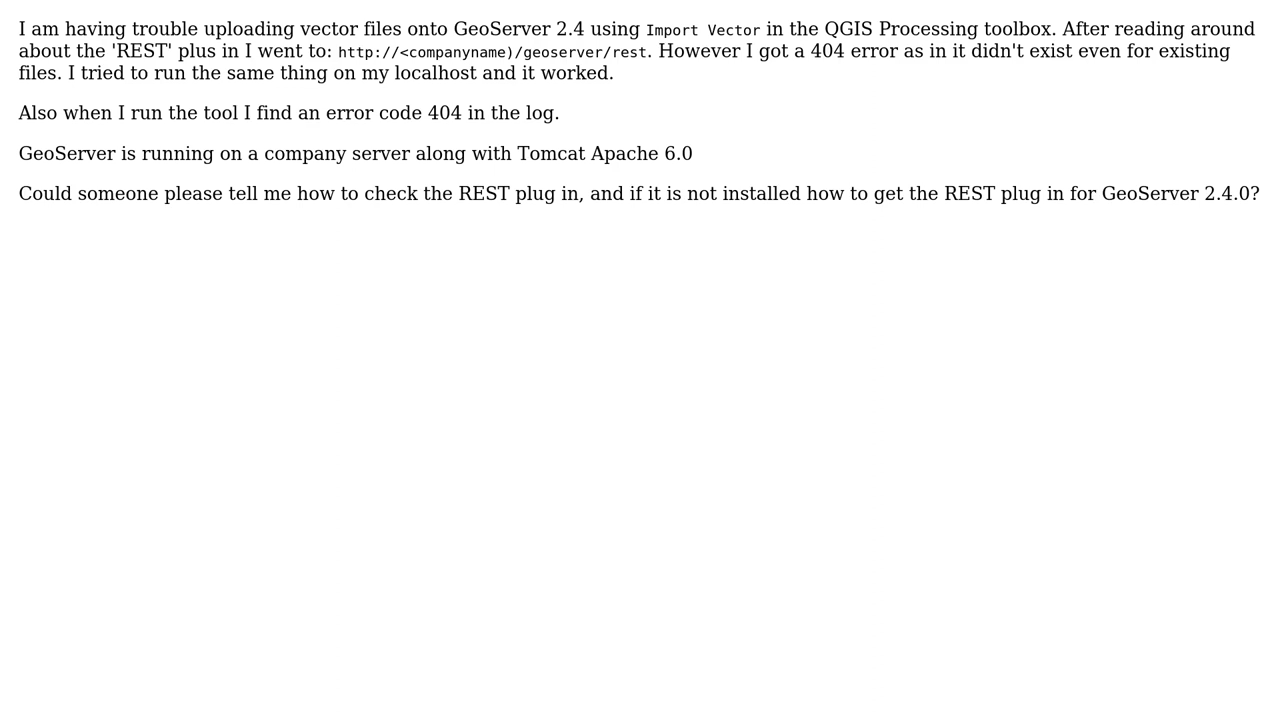 I am having trouble uploading vector files onto GeoServer 2.4 using Import Vector in the QGIS Processing toolbox. After reading around
about the 'REST' plus in I went to: http://<companyname)/geoserver/rest. However I got a 404 error as in it didn't exist even for existing
files. I tried to run the same thing on my localhost and it worked.
Also when I run the tool I find an error code 404 in the log.
GeoServer is running on a company server along with Tomcat Apache 6.0
Could someone please tell me how to check the REST plug in, and if it is not installed how to get the REST plug in for GeoServer 2.4.0?